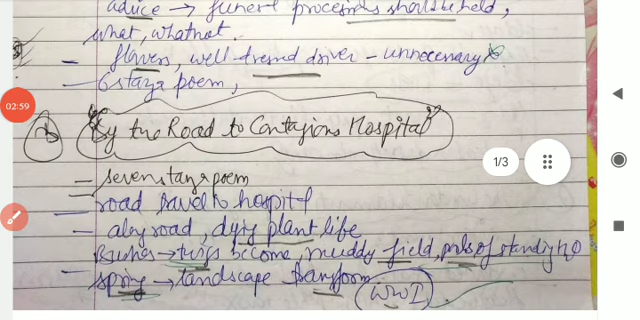 advice → funeral processions should be held,
what, whatnot.
- flowers, well-dressed driver - unnecessary
- 6 stanza poem,
02:59
"By the Road to Contagious Hospital"
1/3
- seven stanza poem
- road travel to hospital
- along road, dying plant life
Bushes → twigs become, muddy field, pools of standing H2O
- spring → landscape transform
WWI